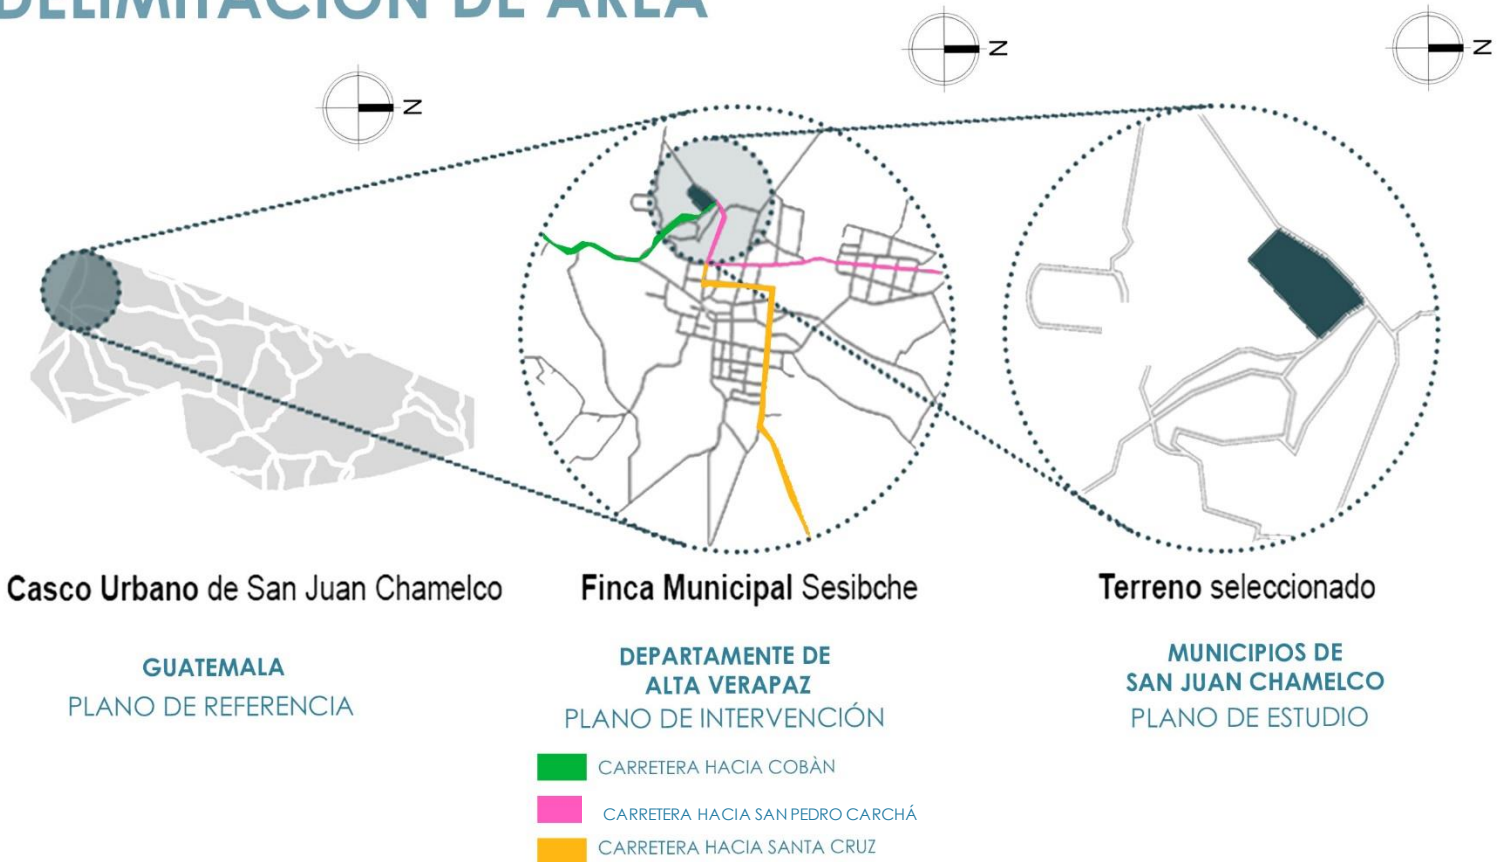 DELIMITACIÓN DE ÁREA
N
N
N
Casco Urbano de San Juan Chamelco
Finca Municipal Sesibche
Terreno seleccionado
GUATEMALA
PLANO DE REFERENCIA
DEPARTAMENTE DE
ALTA VERAPAZ
PLANO DE INTERVENCIÓN
MUNICIPIOS DE
SAN JUAN CHAMELCO
PLANO DE ESTUDIO
CARRETERA HACIA COBÀN
CARRETERA HACIA SAN PEDRO CARCHÁ
CARRETERA HACIA SANTA CRUZ